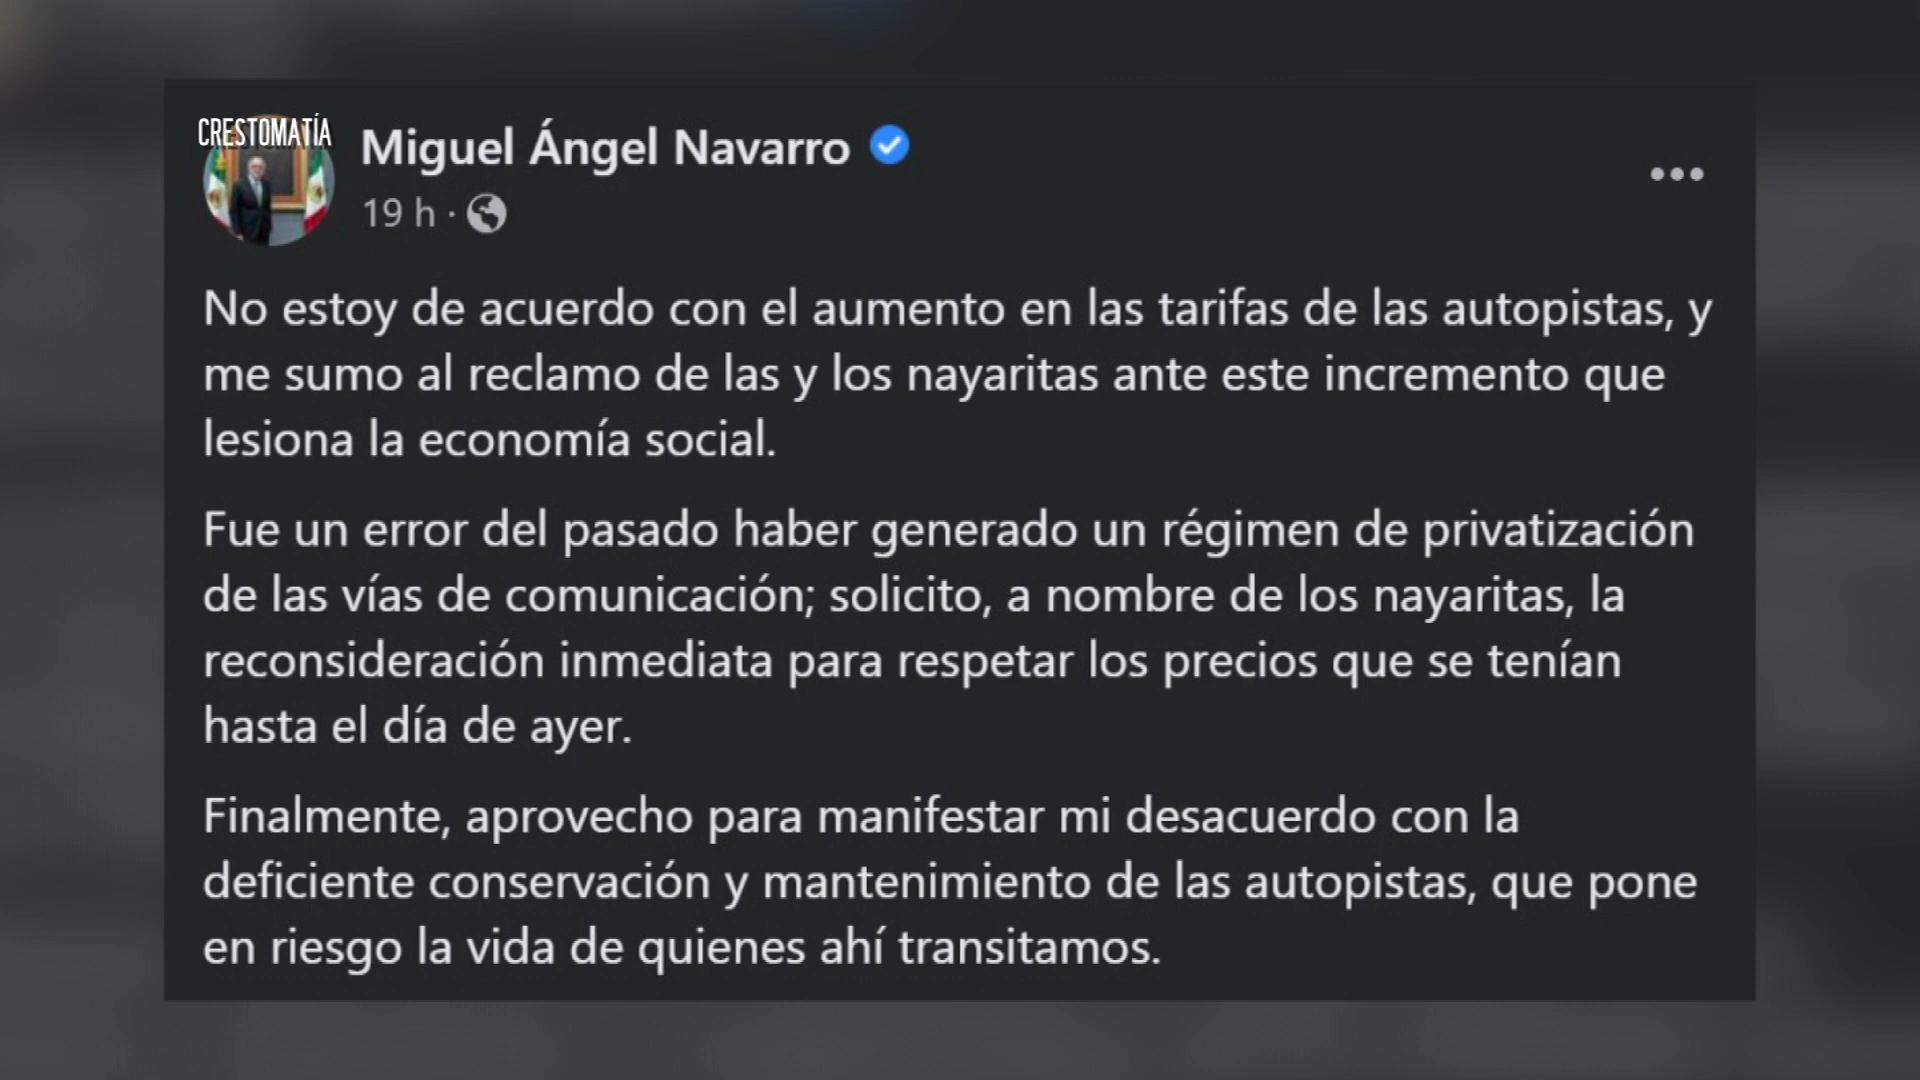 CRESTOMATÍA
Miguel Ángel Navarro
19 h ·
No estoy de acuerdo con el aumento en las tarifas de las autopistas, y
me sumo al reclamo de las y los nayaritas ante este incremento que
lesiona la economía social.
Fue un error del pasado haber generado un régimen de privatización
de las vías de comunicación; solicito, a nombre de los nayaritas, la
reconsideración inmediata para respetar los precios que se tenían
hasta el día de ayer.
Finalmente, aprovecho para manifestar mi desacuerdo con la
deficiente conservación y mantenimiento de las autopistas, que pone
en riesgo la vida de quienes ahí transitamos.